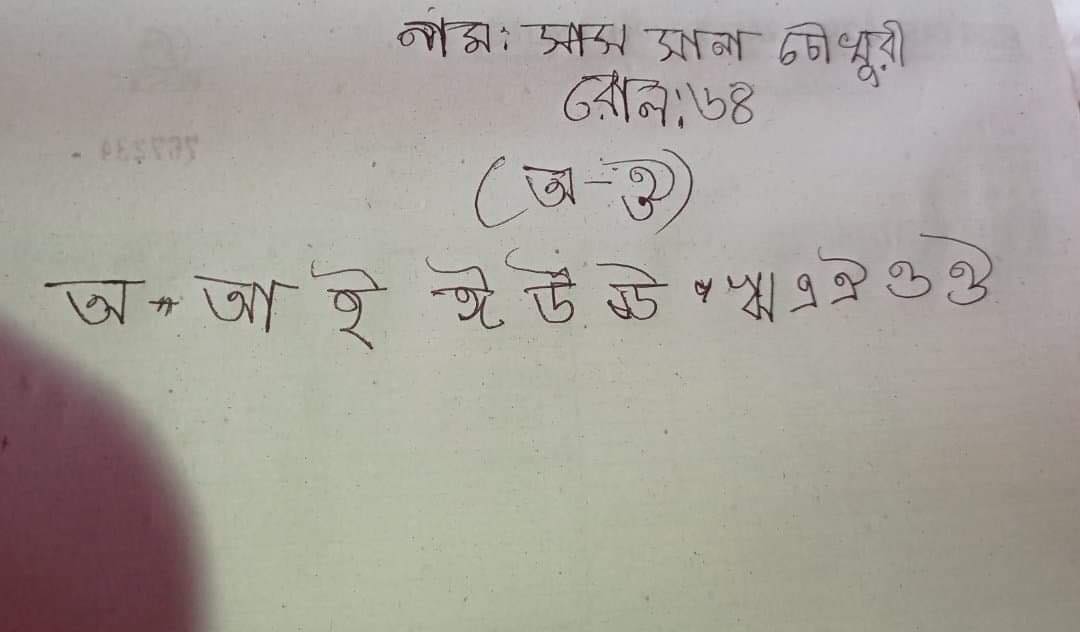 নাম: সাম সানা চৌধুরী
রোল: ৬৪
(অ-ঔ)
অ আ ই ঈ উ ঊ ঋ এ ঐ ও ঔ